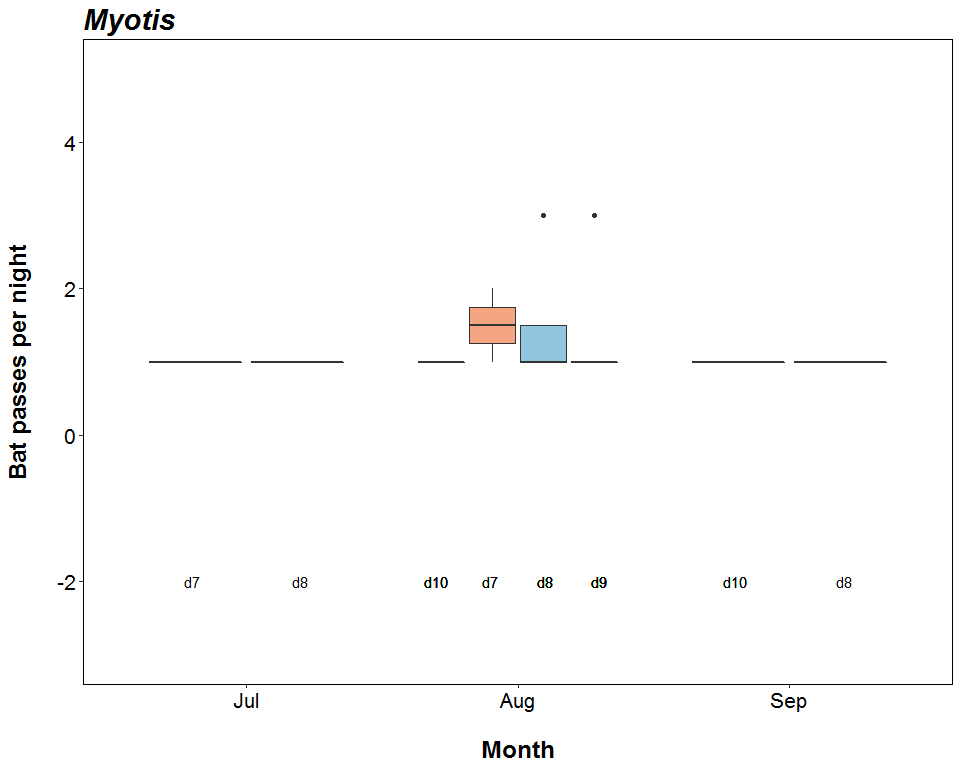 Myotis
Bat passes per night
4
2
0
-2
d7 d8 d10 d7 d8 d9 d10 d8
Jul Aug Sep
Month